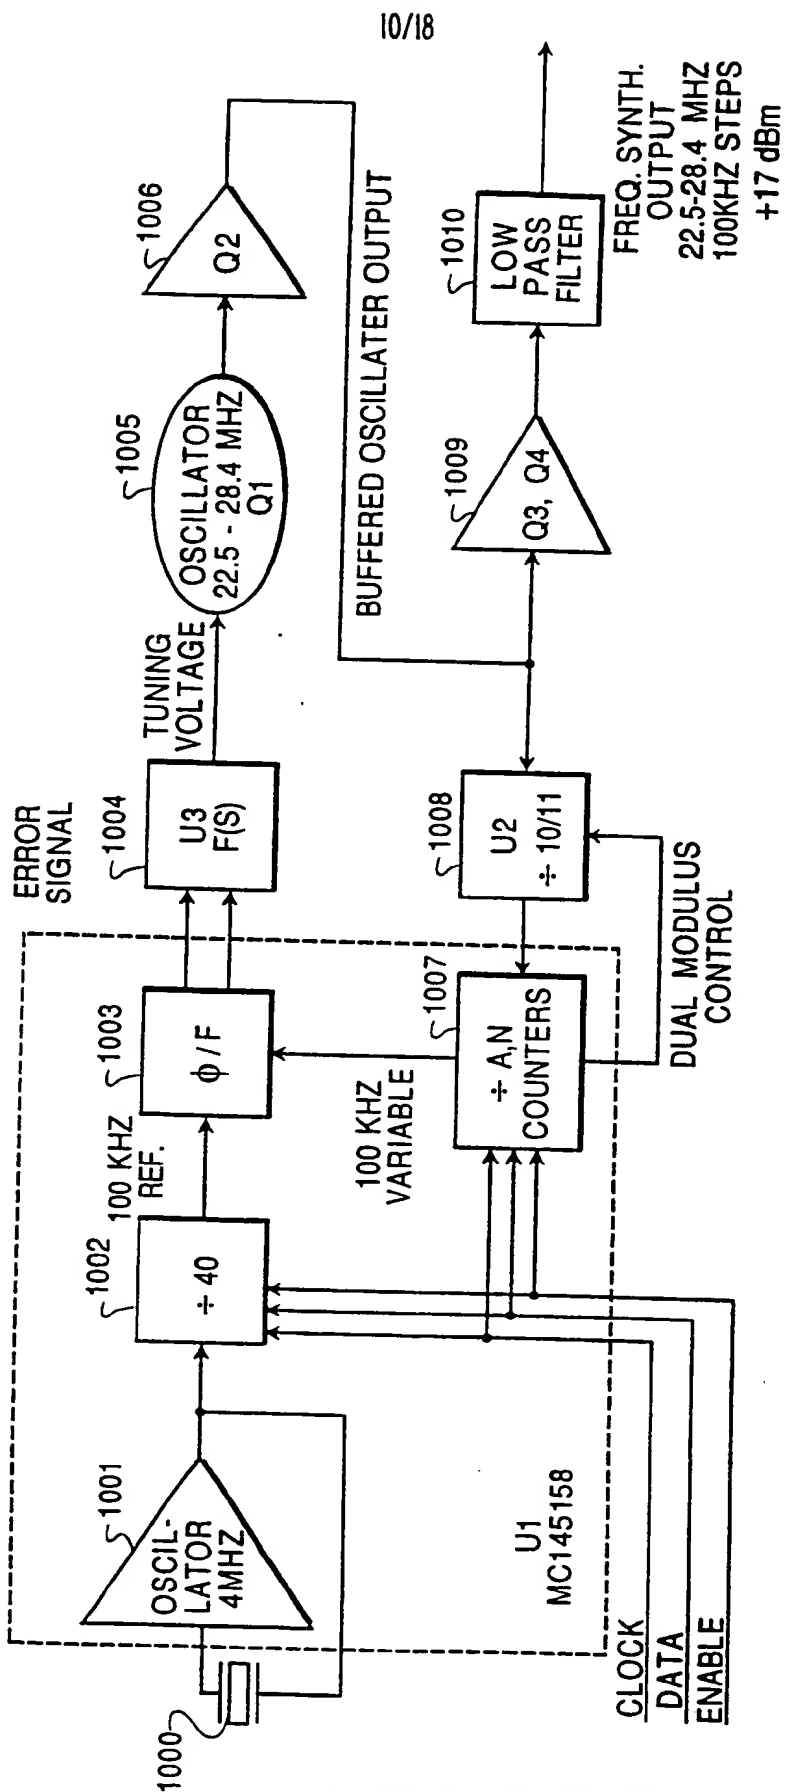 10/18
1000
1001
OSCIL-
LATOR
4MHZ
1002
÷ 40
100 KHZ
REF.
1003
ϕ / F
ERROR
SIGNAL
1004
U3
F(S)
TUNING
VOLTAGE
1005
OSCILLATOR
22.5 - 28.4 MHZ
Q1
1006
Q2
BUFFERED OSCILLATER OUTPUT
100 KHZ
VARIABLE
1007
÷ A,N
COUNTERS
1008
U2
÷ 10/11
DUAL MODULUS
CONTROL
1009
Q3, Q4
1010
LOW
PASS
FILTER
FREQ. SYNTH.
OUTPUT
22.5-28.4 MHZ
100KHZ STEPS
+17 dBm
U1
MC145158
CLOCK
DATA
ENABLE